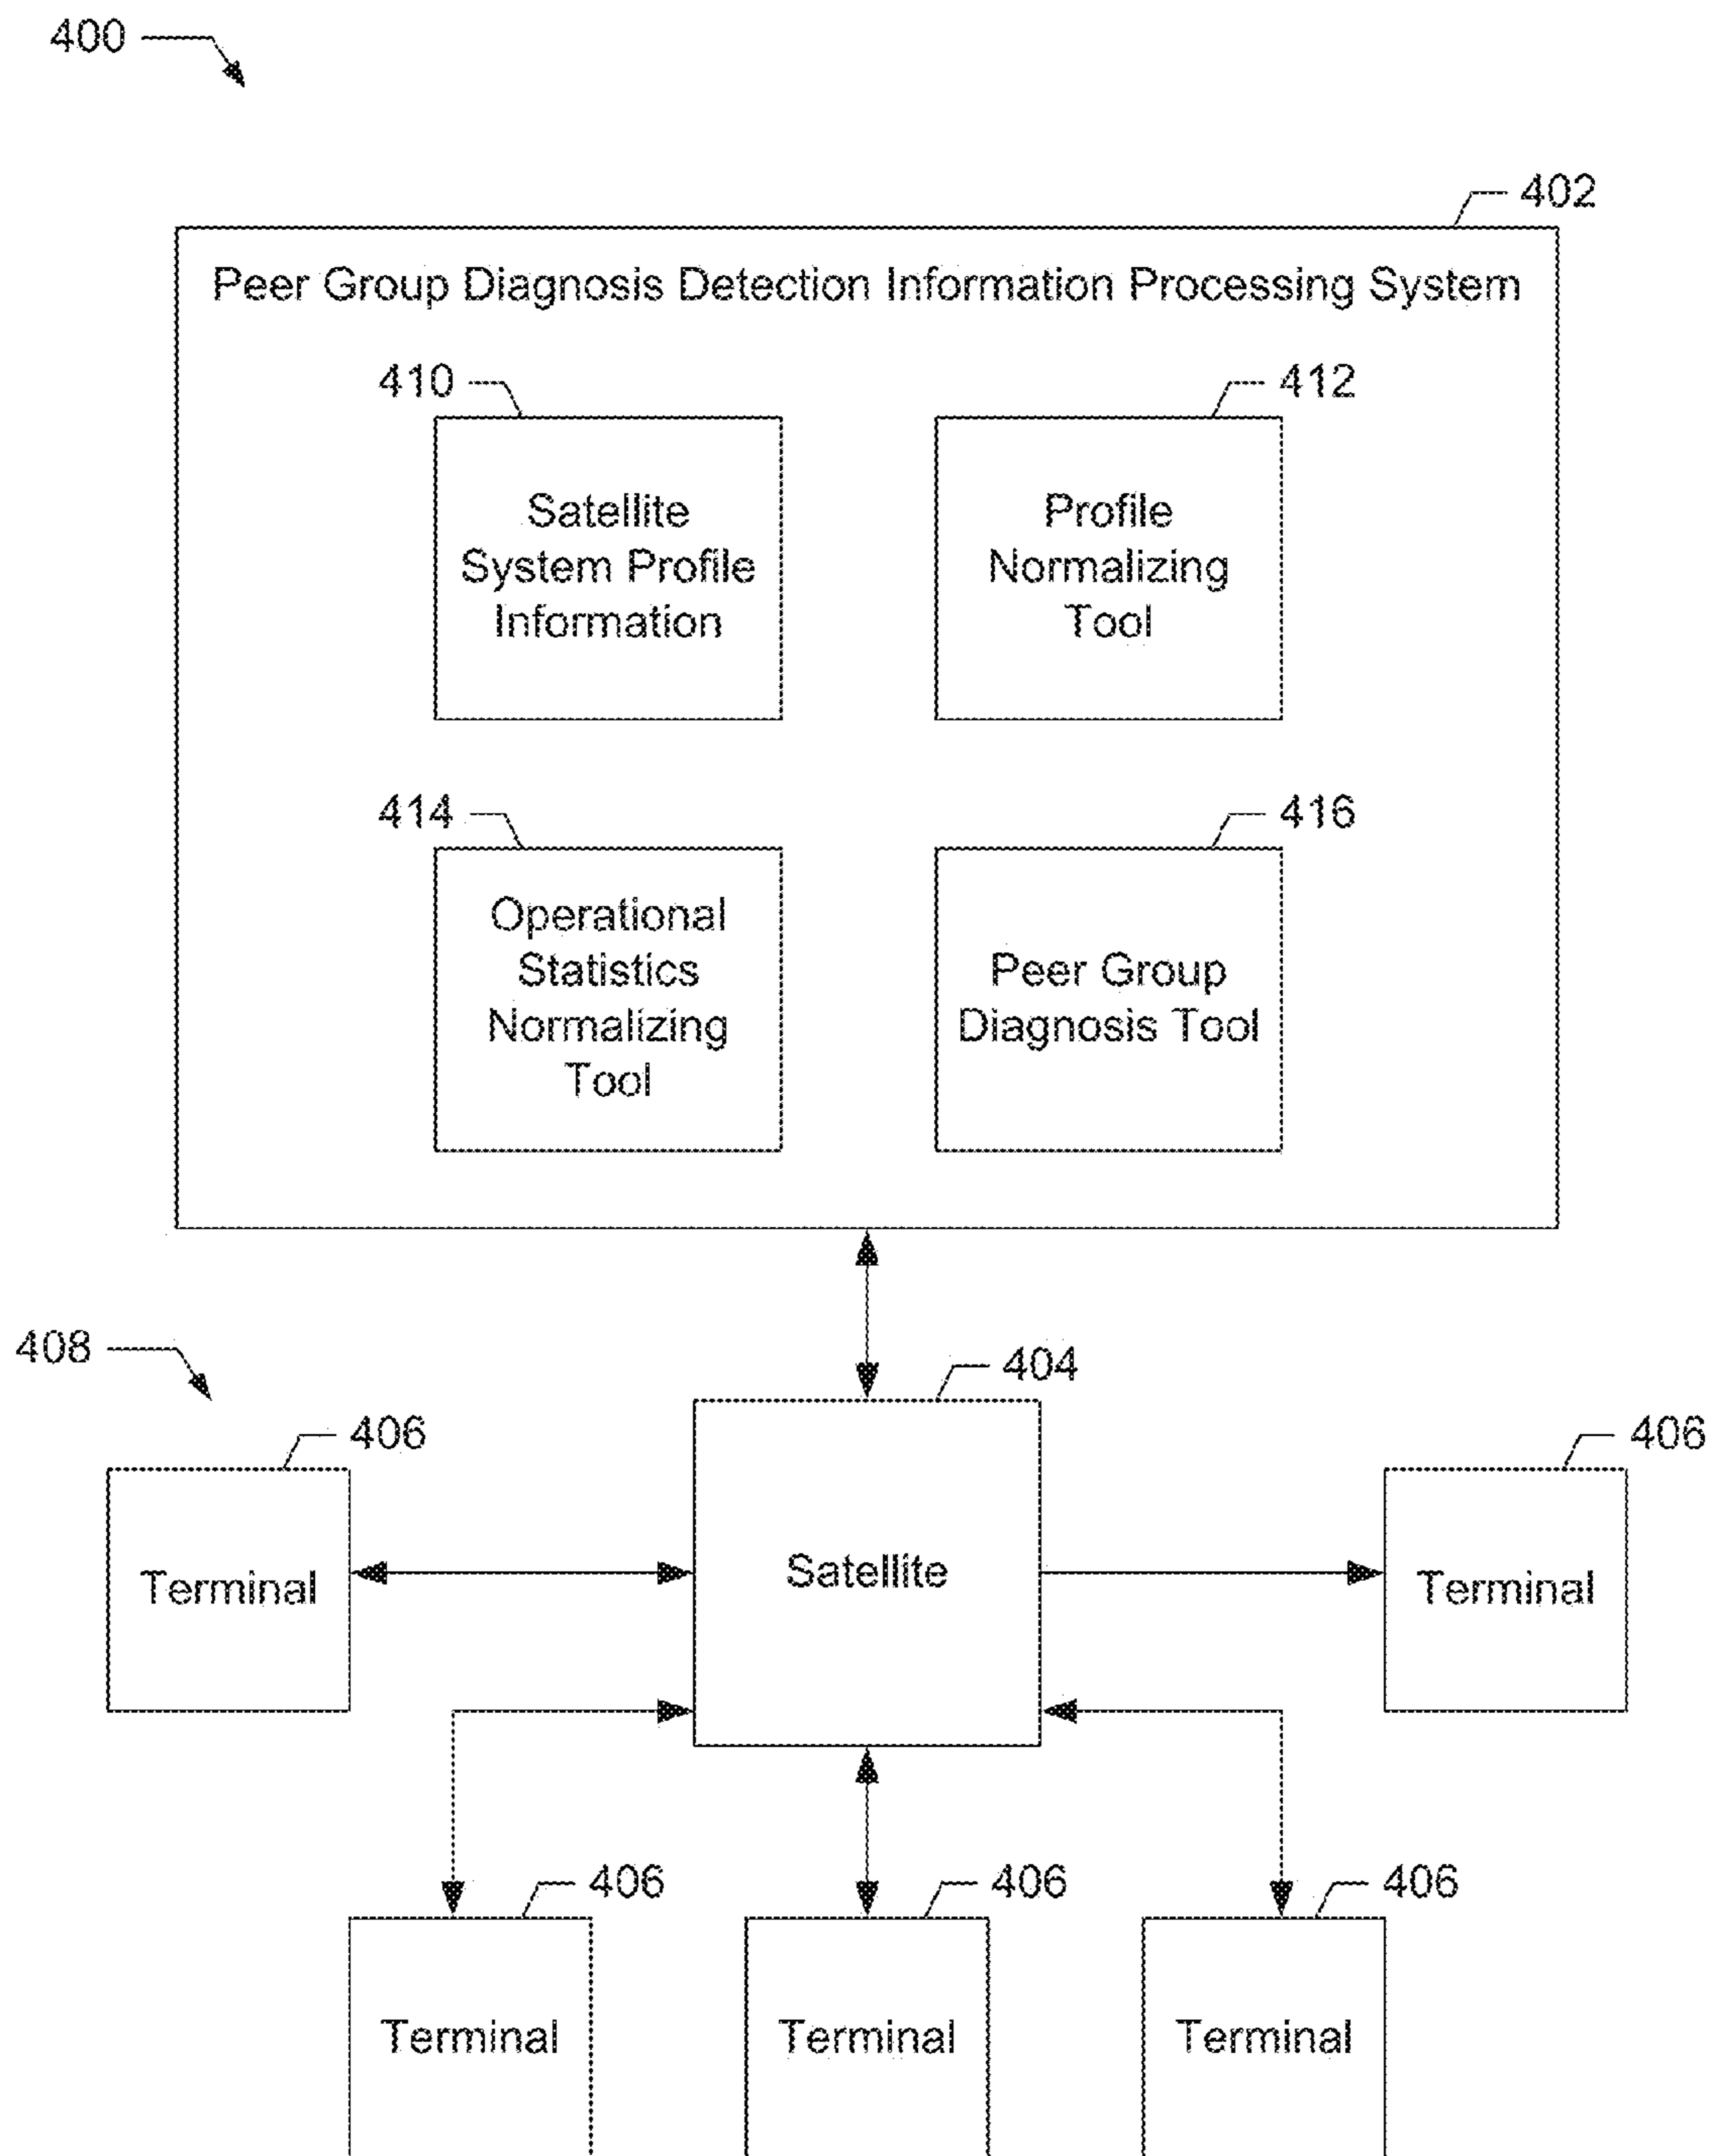 400
402
Peer Group Diagnosis Detection Information Processing System
410
412
Satellite
System Profile
Information
Profile
Normalizing
Tool
414
416
Operational
Statistics
Normalizing
Tool
Peer Group
Diagnosis Tool
408
404
406
406
Terminal
Satellite
Terminal
406
406
406
Terminal
Terminal
Terminal